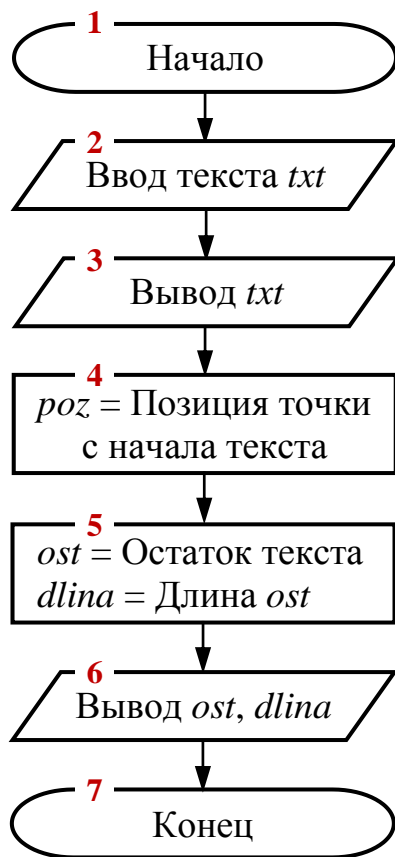 1
Начало
2
Ввод текста txt
3
Вывод txt
4
poz = Позиция точки
с начала текста
5
ost = Остаток текста
dlina = Длина ost
6
Вывод ost, dlina
7
Конец